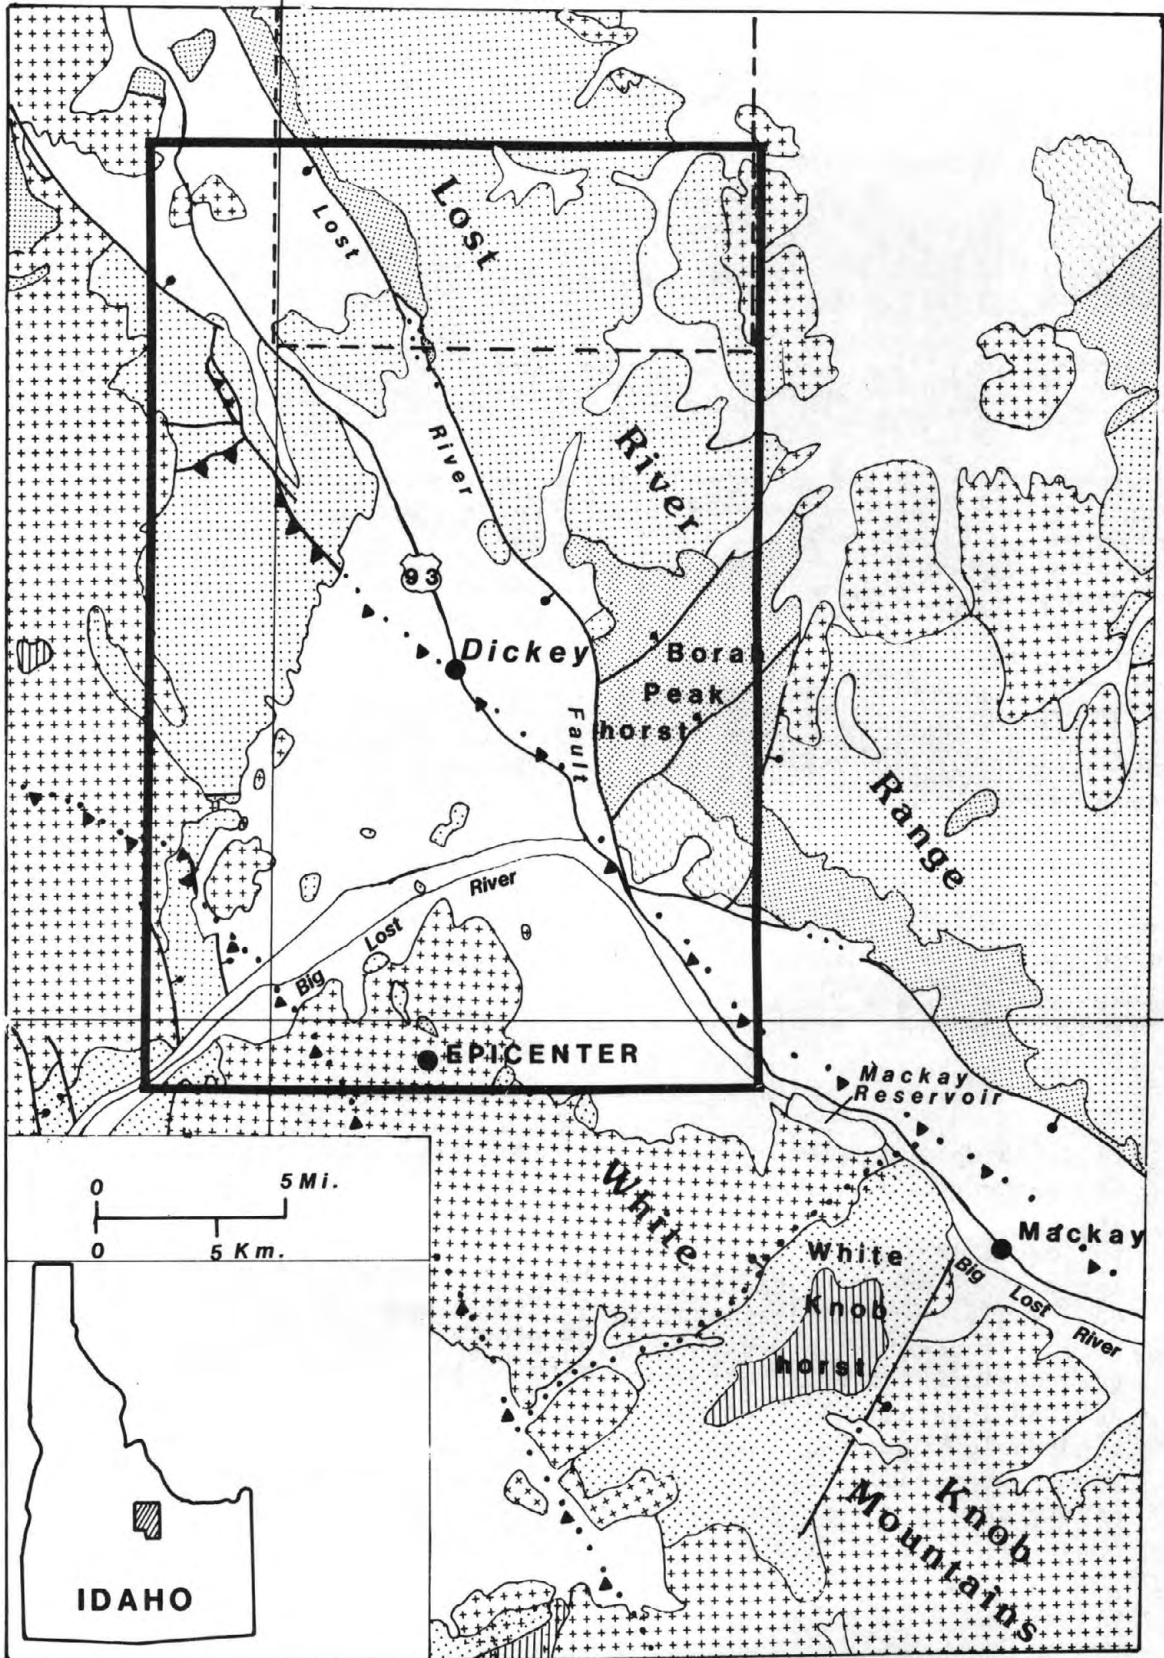 Lost
Lost
River
River
93
Dickey
Borah
Peak
horst
Fault
Range
River
Lost
Big
EPICENTER
Mackay
Reservoir
White
0 5 Mi.
0 5 Km.
Mackay
White
Knob
horst
Big
Lost
River
Knob
Mountains
IDAHO